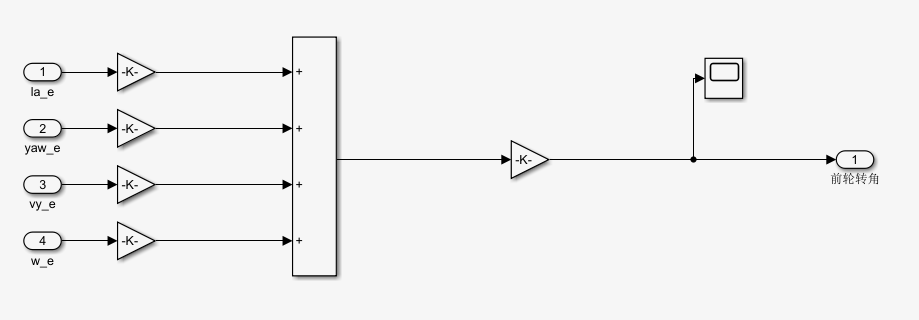 1
-K-
+
la_e
2
-K-
+
yaw_e
3
-K-
+
vy_e
4
-K-
+
w_e
-K-
1
前轮转角